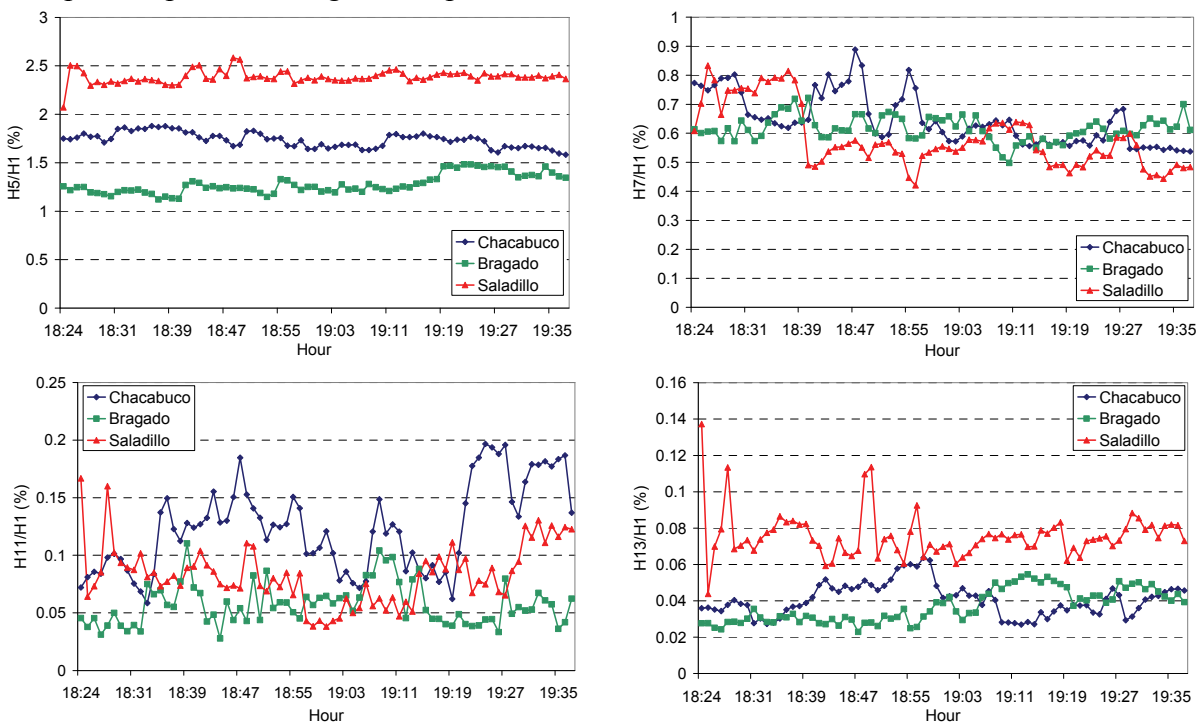 3
2.5
2
1.5
1
0.5
0
H5/H1 (%)
Chacabuco
Bragado
Saladillo
18:24 18:31 18:39 18:47 18:55 19:03 19:11 19:19 19:27 19:35
Hour
1
0.9
0.8
0.7
0.6
0.5
0.4
0.3
0.2
0.1
0
H7/H1 (%)
Chacabuco
Bragado
Saladillo
18:24 18:31 18:39 18:47 18:55 19:03 19:11 19:19 19:27 19:35
Hour
0.25
0.2
0.15
0.1
0.05
0
H11/H1 (%)
Chacabuco
Bragado
Saladillo
18:24 18:31 18:39 18:47 18:55 19:03 19:11 19:19 19:27 19:35
Hour
0.16
0.14
0.12
0.1
0.08
0.06
0.04
0.02
0
H13/H1 (%)
Chacabuco
Bragado
Saladillo
18:24 18:31 18:39 18:47 18:55 19:03 19:11 19:19 19:27 19:35
Hour